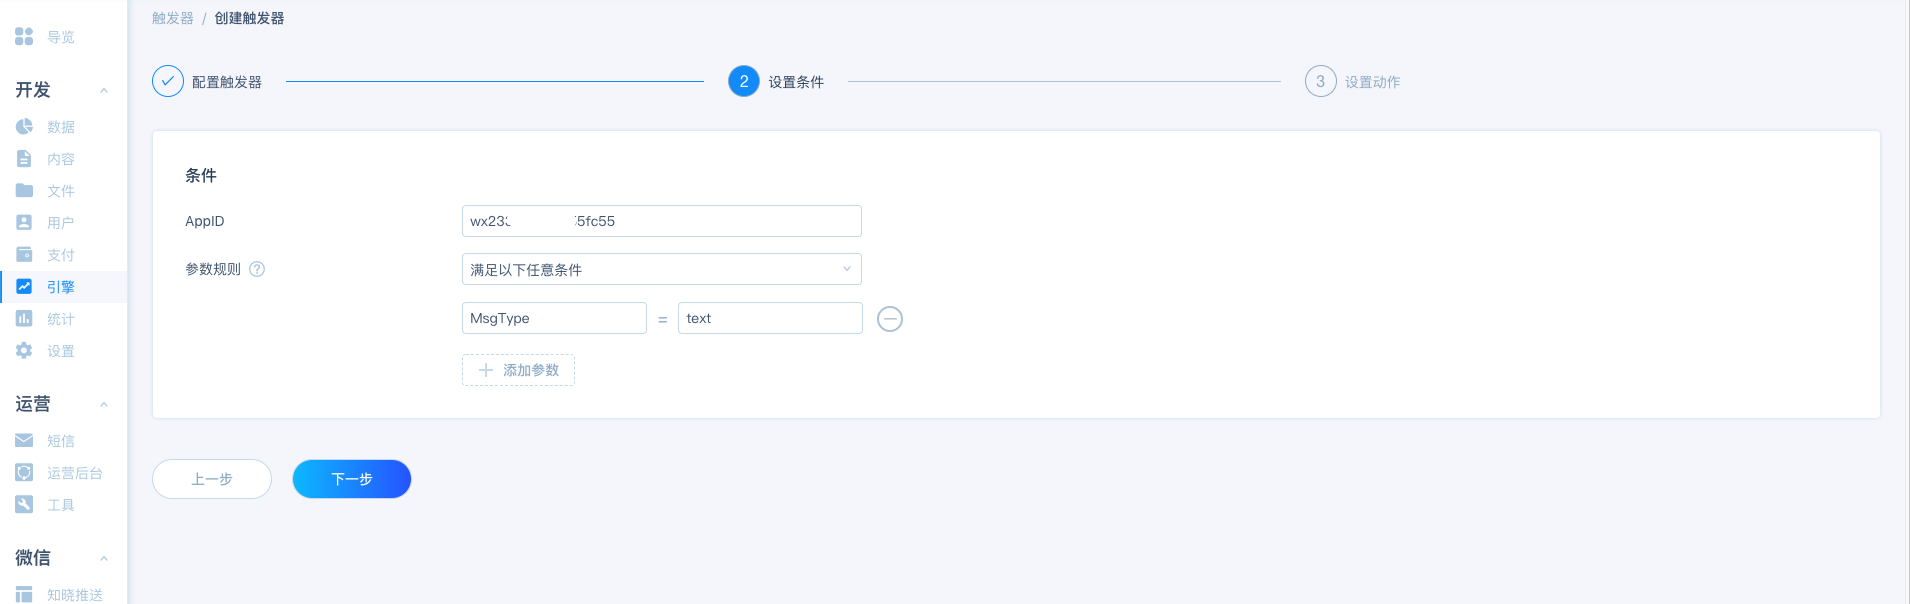 导览
开发
数据
内容
文件
用户
支付
引擎
统计
设置
运营
短信
运营后台
工具
微信
知晓推送
触发器 / 创建触发器
配置触发器
2 设置条件
3 设置动作
条件
AppID
wx233 5fc55
参数规则 ?
满足以下任意条件
MsgType = text
添加参数
上一步 下一步